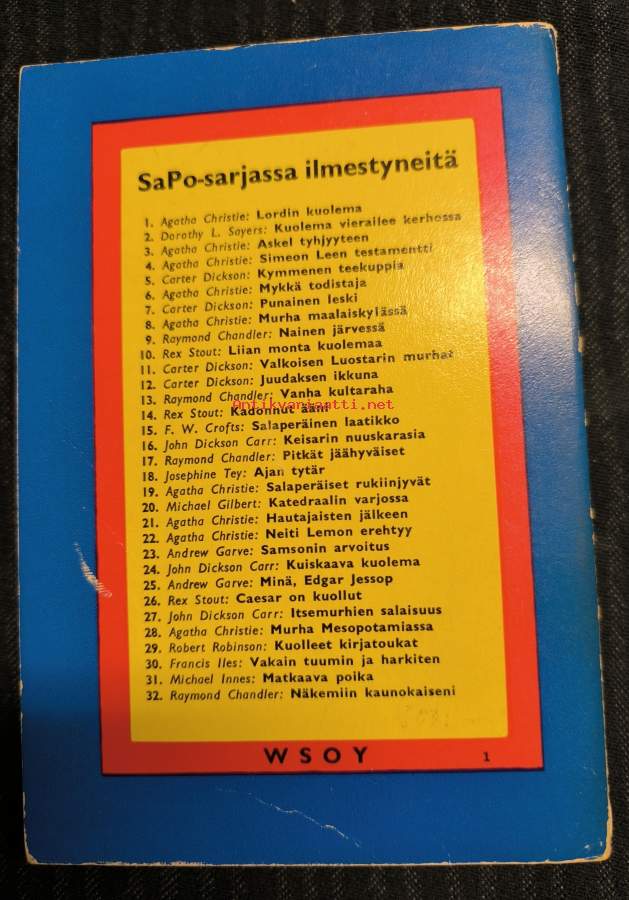 SaPo-sarjassa ilmestyneitä
1. Agatha Christie: Lordin kuolema
2. Dorothy L. Sayers: Kuolema vierailee kerhossa
3. Agatha Christie: Askel tyhjyyteen
4. Agatha Christie: Simeon Leen testamentti
5. Carter Dickson: Kymmenen teekuppia
6. Agatha Christie: Mykkä todistaja
7. Carter Dickson: Punainen leski
8. Agatha Christie: Murha maalaiskylässä
9. Raymond Chandler: Nainen järvessä
10. Rex Stout: Liian monta kuolemaa
11. Carter Dickson: Valkoisen Luostarin murhat
12. Carter Dickson: Juudaksen ikkuna
13. Raymond Chandler: Vanha kultaraha
Antikvariaatti.net
14. Rex Stout: Kadonnut ääni
15. F. W. Crofts: Salaperäinen laatikko
16. John Dickson Carr: Keisarin nuuskarasia
17. Raymond Chandler: Pitkät jäähyväiset
18. Josephine Tey: Ajan tytär
19. Agatha Christie: Salaperäiset rukiinjyvät
20. Michael Gilbert: Katedraalin varjossa
21. Agatha Christie: Hautajaisten jälkeen
22. Agatha Christie: Neiti Lemon erehtyy
23. Andrew Garve: Samsonin arvoitus
24. John Dickson Carr: Kuiskaava kuolema
25. Andrew Garve: Minä, Edgar Jessop
26. Rex Stout: Caesar on kuollut
27. John Dickson Carr: Itsemurhien salaisuus
28. Agatha Christie: Murha Mesopotamiassa
29. Robert Robinson: Kuolleet kirjatoukat
30. Francis Iles: Vakain tuumin ja harkiten
31. Michael Innes: Matkaava poika
32. Raymond Chandler: Näkemiin kaunokaiseni
WSOY 1